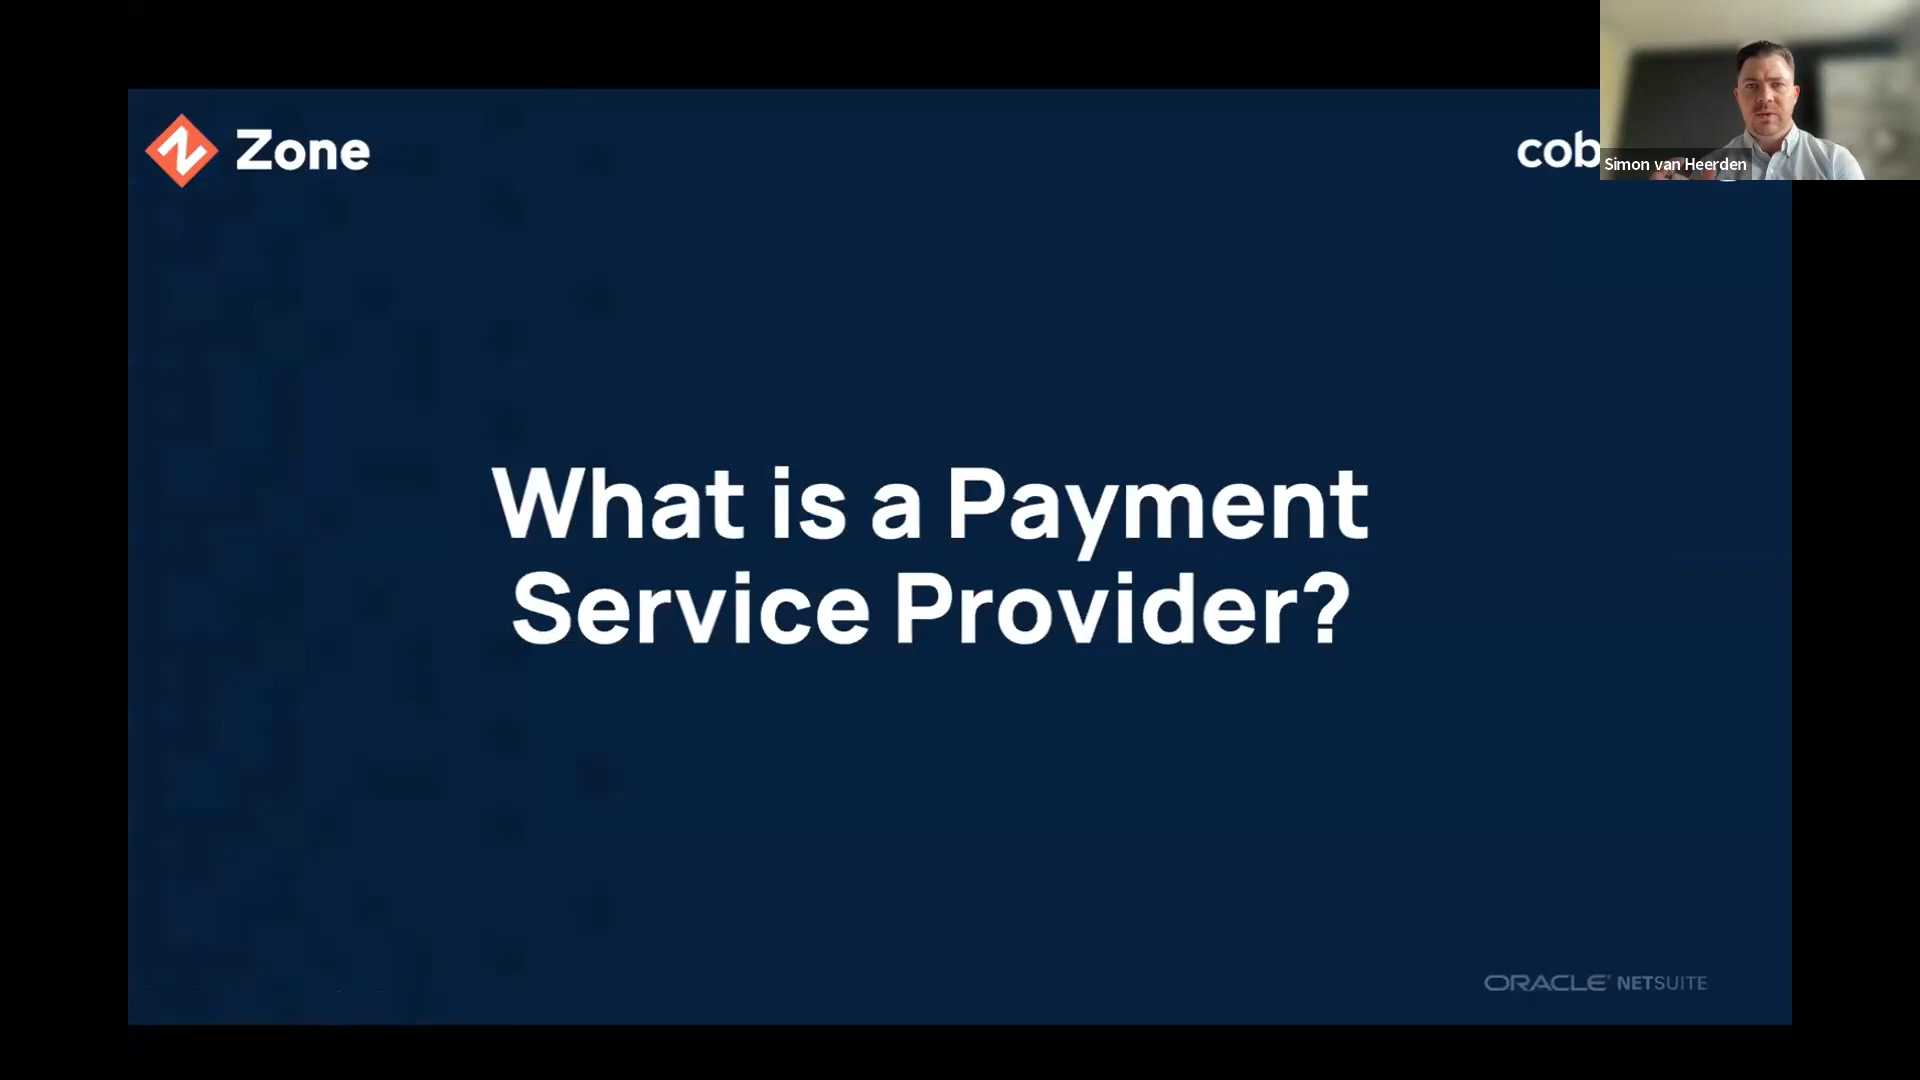 Zone
cob
Simon van Heerden
What is a Payment
Service Provider?
ORACLE NETSUITE